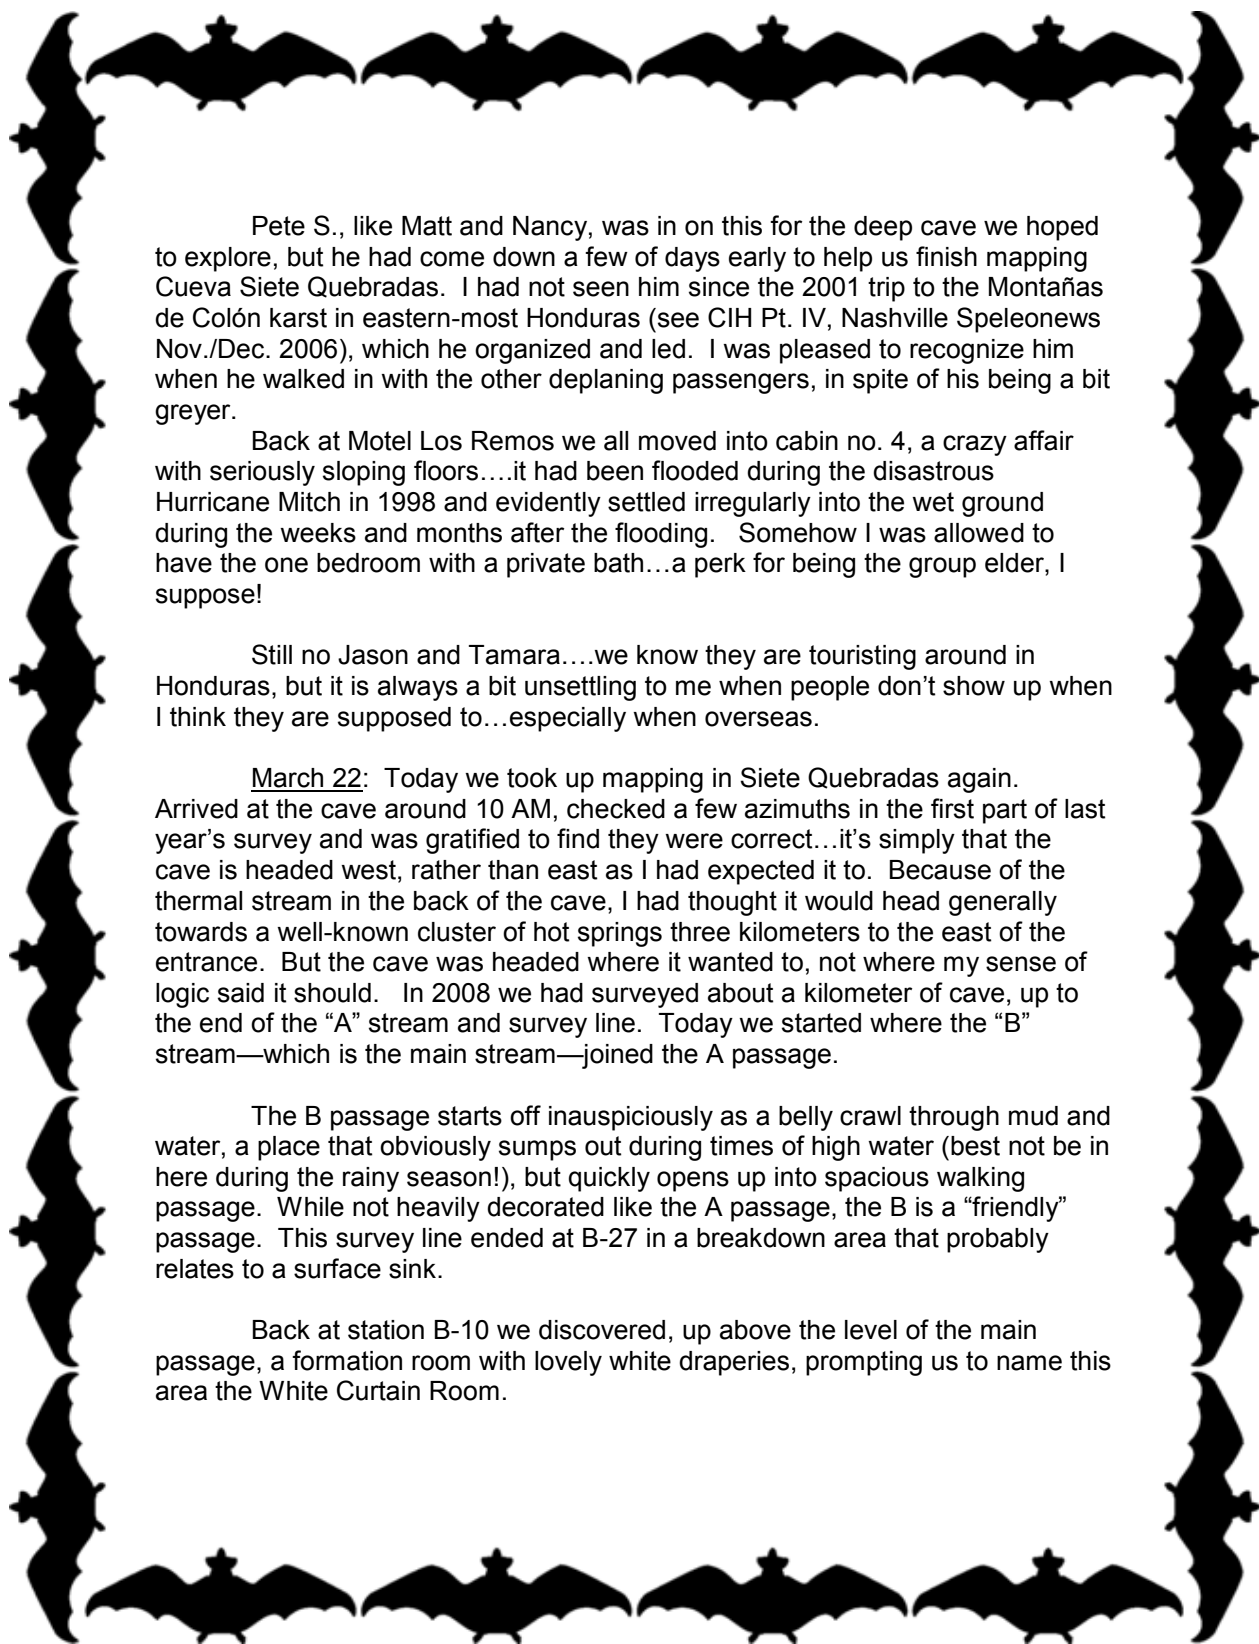 Pete S., like Matt and Nancy, was in on this for the deep cave we hoped
to explore, but he had come down a few of days early to help us finish mapping
Cueva Siete Quebradas.  I had not seen him since the 2001 trip to the Montañas
de Colón karst in eastern-most Honduras (see CIH Pt. IV, Nashville Speleonews
Nov./Dec. 2006), which he organized and led.  I was pleased to recognize him
when he walked in with the other deplaning passengers, in spite of his being a bit
greyer.
Back at Motel Los Remos we all moved into cabin no. 4, a crazy affair
with seriously sloping floors….it had been flooded during the disastrous
Hurricane Mitch in 1998 and evidently settled irregularly into the wet ground
during the weeks and months after the flooding.   Somehow I was allowed to
have the one bedroom with a private bath…a perk for being the group elder, I
suppose!
Still no Jason and Tamara….we know they are touristing around in
Honduras, but it is always a bit unsettling to me when people don’t show up when
I think they are supposed to…especially when overseas.
March 22:  Today we took up mapping in Siete Quebradas again.
Arrived at the cave around 10 AM, checked a few azimuths in the first part of last
year’s survey and was gratified to find they were correct…it’s simply that the
cave is headed west, rather than east as I had expected it to.  Because of the
thermal stream in the back of the cave, I had thought it would head generally
towards a well-known cluster of hot springs three kilometers to the east of the
entrance.  But the cave was headed where it wanted to, not where my sense of
logic said it should.   In 2008 we had surveyed about a kilometer of cave, up to
the end of the “A” stream and survey line.  Today we started where the “B”
stream—which is the main stream—joined the A passage.
The B passage starts off inauspiciously as a belly crawl through mud and
water, a place that obviously sumps out during times of high water (best not be in
here during the rainy season!), but quickly opens up into spacious walking
passage.  While not heavily decorated like the A passage, the B is a “friendly”
passage.  This survey line ended at B-27 in a breakdown area that probably
relates to a surface sink.
Back at station B-10 we discovered, up above the level of the main
passage, a formation room with lovely white draperies, prompting us to name this
area the White Curtain Room.